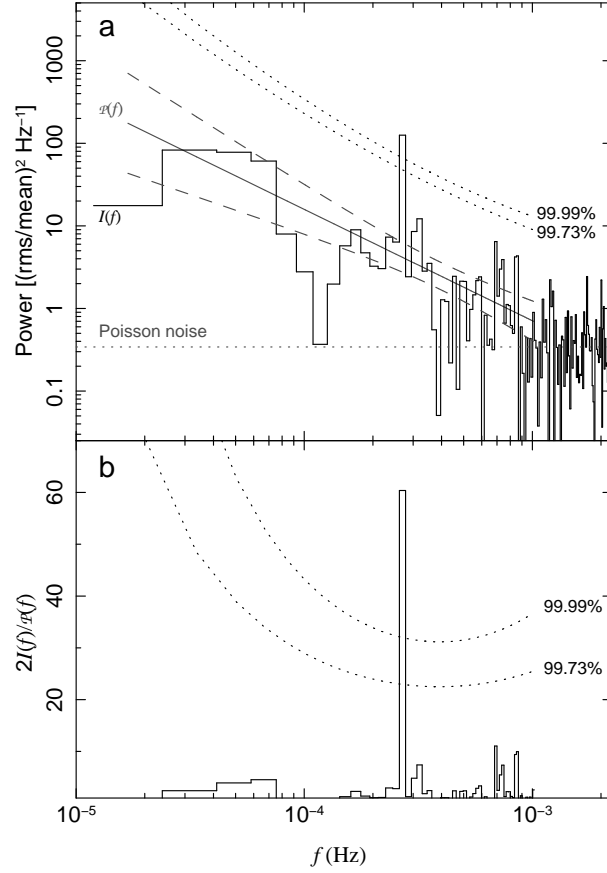 a
1000
100
10
1
0.1
Power [(rms/mean)² Hz⁻¹]
𝒫(f)
I(f)
99.99%
99.73%
Poisson noise
b
60
40
20
2I(f)/𝒫(f)
99.99%
99.73%
10⁻⁵
10⁻⁴
10⁻³
f (Hz)